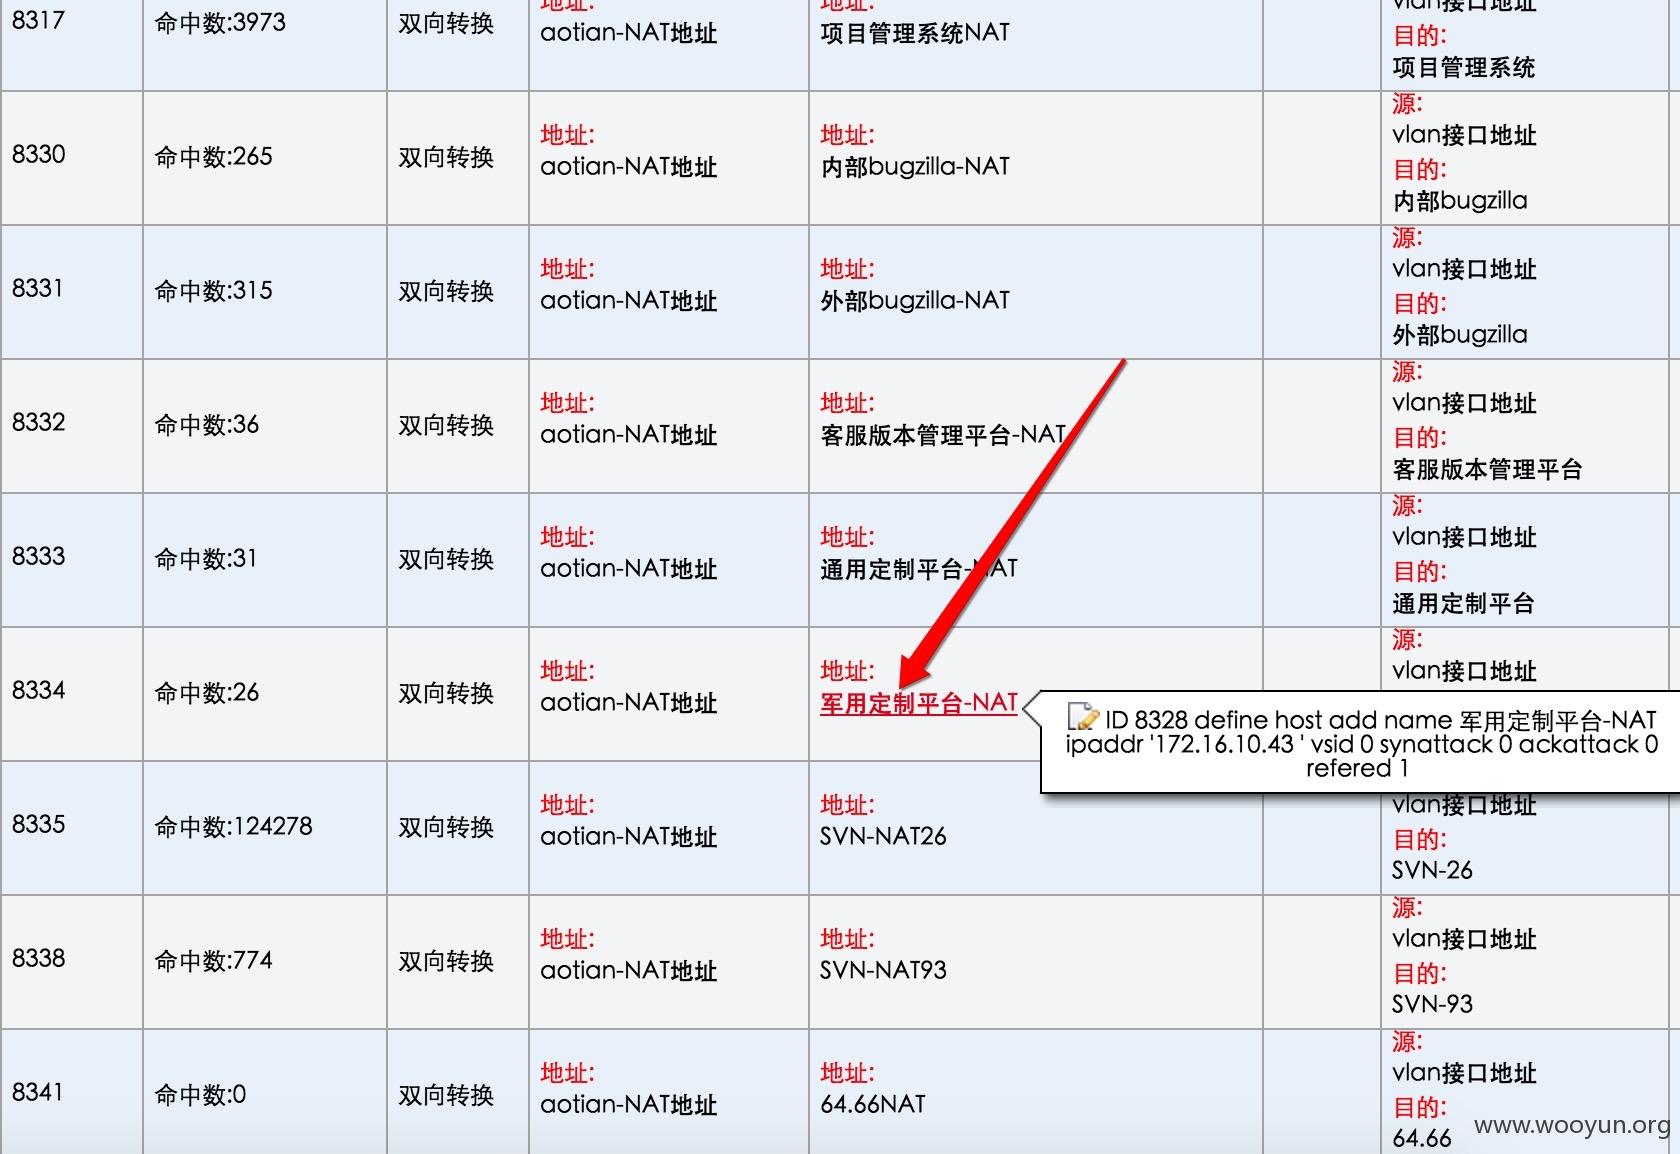 地址:
地址:
vlan接口地址
8317
命中数:3973
双向转换
aotian-NAT地址
项目管理系统NAT
目的:
项目管理系统
源:
地址:
地址:
vlan接口地址
8330
命中数:265
双向转换
aotian-NAT地址
内部bugzilla-NAT
目的:
内部bugzilla
源:
地址:
地址:
vlan接口地址
8331
命中数:315
双向转换
aotian-NAT地址
外部bugzilla-NAT
目的:
外部bugzilla
源:
地址:
地址:
vlan接口地址
8332
命中数:36
双向转换
aotian-NAT地址
客服版本管理平台-NAT
目的:
客服版本管理平台
源:
地址:
地址:
vlan接口地址
8333
命中数:31
双向转换
aotian-NAT地址
通用定制平台-NAT
目的:
通用定制平台
源:
地址:
地址:
vlan接口地址
8334
命中数:26
双向转换
aotian-NAT地址
军用定制平台-NAT
ID 8328 define host add name 军用定制平台-NAT
ipaddr '172.16.10.43 ' vsid 0 synattack 0 ackattack 0
refered 1
地址:
地址:
vlan接口地址
8335
命中数:124278
双向转换
aotian-NAT地址
SVN-NAT26
目的:
SVN-26
源:
地址:
地址:
vlan接口地址
8338
命中数:774
双向转换
aotian-NAT地址
SVN-NAT93
目的:
SVN-93
源:
地址:
地址:
vlan接口地址
8341
命中数:0
双向转换
aotian-NAT地址
64.66NAT
目的:
64.66
www.wooyun.org